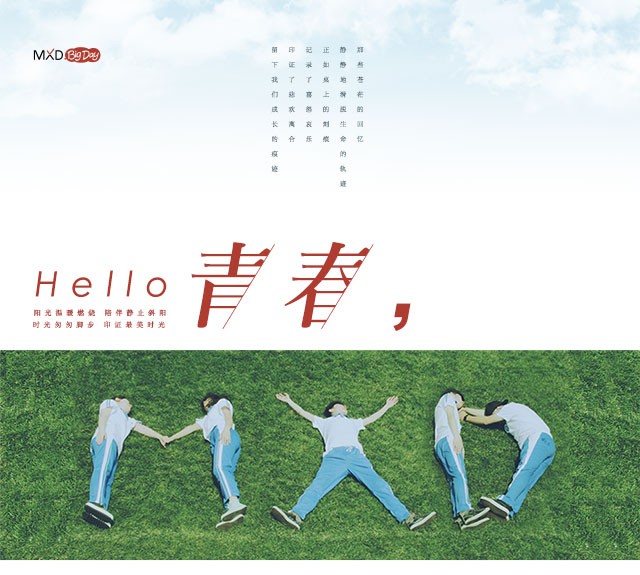 MXD Big Day
那些苍茫的回忆
静静地 生命的轨迹
正如桌上的刻痕
记录了喜怒哀乐
印证了悲欢离合
留下我们成长的痕迹
Hello 青春，
阳光温暖燃烧 陪伴静止斜阳
时光匆匆脚步 印证最美时光